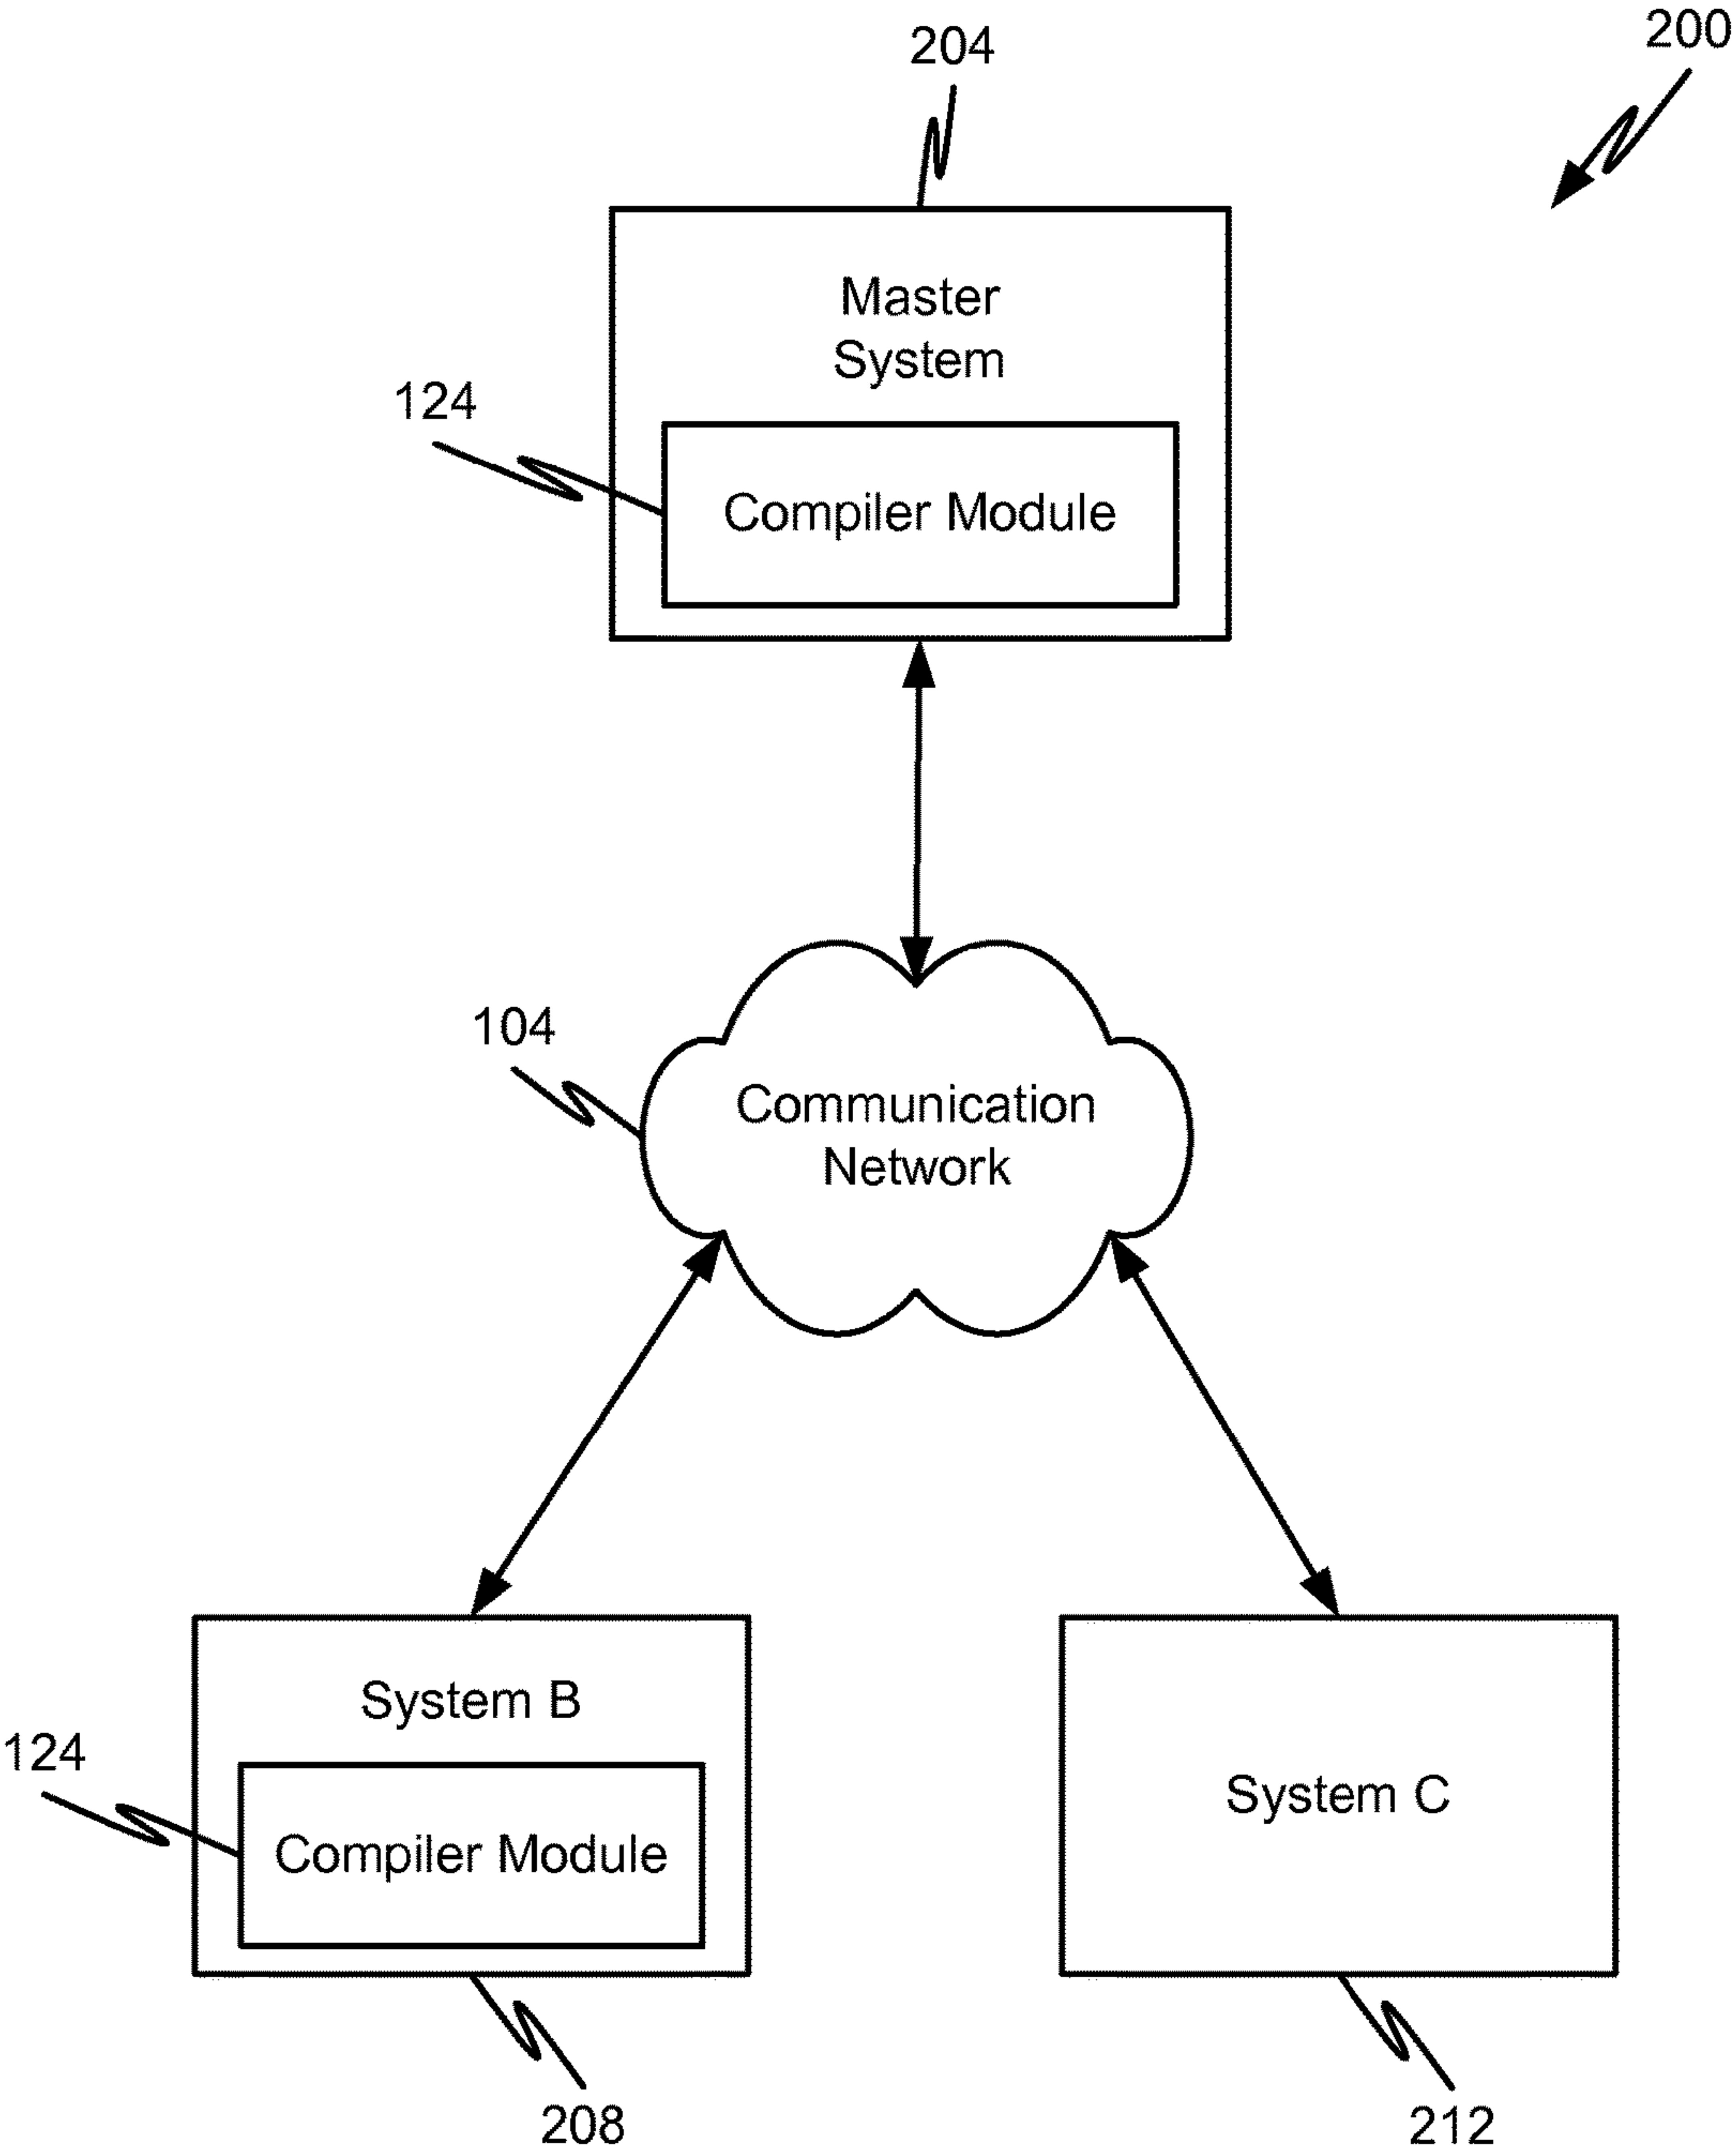 200
204
Master
System
124
Compiler Module
104
Communication
Network
System B
124
Compiler Module
System C
208
212